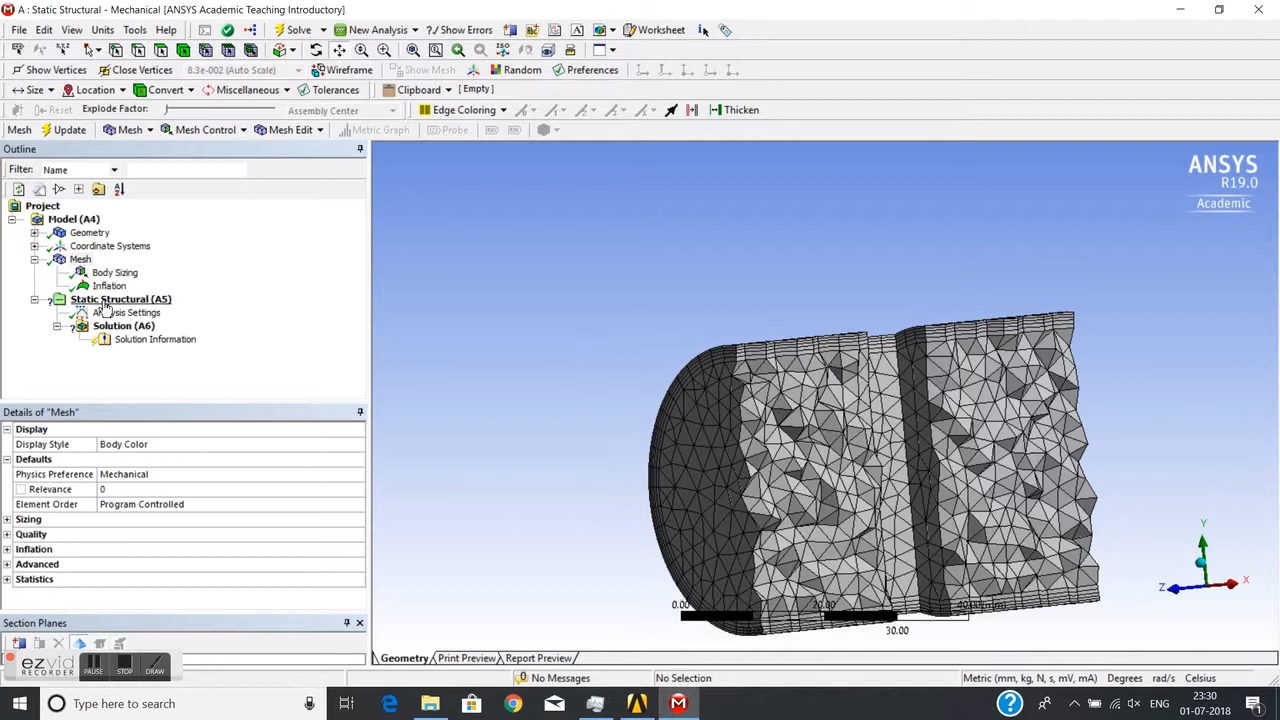 A : Static Structural - Mechanical [ANSYS Academic Teaching Introductory]
File Edit View Units Tools Help Solve New Analysis Show Errors Worksheet
Show Vertices Close Vertices 8.3e-002 (Auto Scale) Wireframe Show Mesh Random Preferences
Size Location Convert Miscellaneous Tolerances Clipboard [Empty]
Reset Explode Factor: Assembly Center Edge Coloring Thicken
Mesh Update Mesh Mesh Control Mesh Edit Metric Graph Probe
Outline
Filter: Name
Project
Model (A4)
Geometry
Coordinate Systems
Mesh
Body Sizing
Inflation
Static Structural (A5)
Analysis Settings
Solution (A6)
Solution Information
Details of "Mesh"
Display
Display Style Body Color
Defaults
Physics Preference Mechanical
Relevance 0
Element Order Program Controlled
Sizing
Quality
Inflation
Advanced
Statistics
Section Planes
ezvid
RECORDER
PAUSE STOP DRAW
ANSYS
R19.0
Academic
Y
Z X
0.00
30.00
Geometry Print Preview Report Preview
No Messages No Selection Metric (mm, kg, N, s, mV, mA) Degrees rad/s Celsius
Type here to search
ENG
23:30
01-07-2018